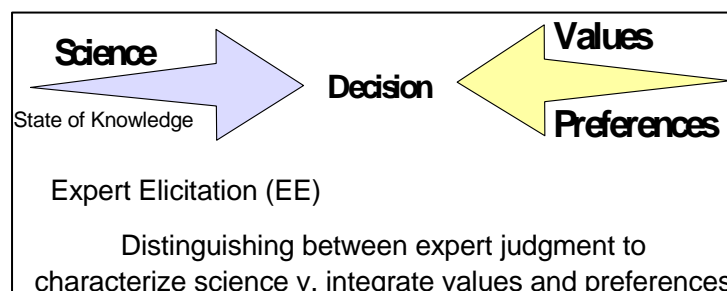 Science
Values
Decision
State of Knowledge
Preferences
Expert Elicitation (EE)
Distinguishing between expert judgment to
characterize science v. integrate values and preferences